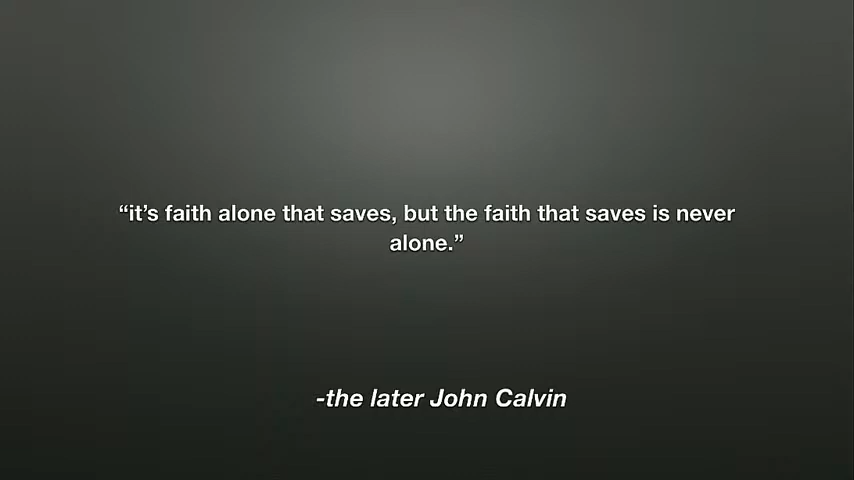 “it’s faith alone that saves, but the faith that saves is never
alone.”
-the later John Calvin